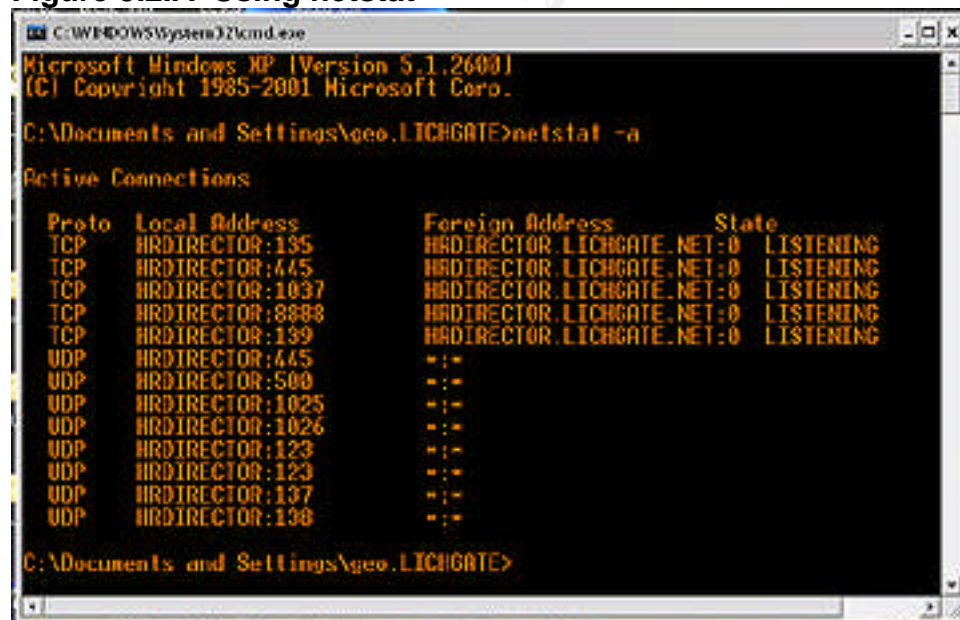 C:\WINDOWS\System32\cmd.exe
Microsoft Windows XP [Version 5.1.2600]
(C) Copyright 1985-2001 Microsoft Corp.
C:\Documents and Settings\geo.LICHGATE>netstat -a
Active Connections
Proto Local Address Foreign Address State
TCP HRDIRECTOR:135 HRDIRECTOR.LICHGATE.NET:0 LISTENING
TCP HRDIRECTOR:445 HRDIRECTOR.LICHGATE.NET:0 LISTENING
TCP HRDIRECTOR:1037 HRDIRECTOR.LICHGATE.NET:0 LISTENING
TCP HRDIRECTOR:8888 HRDIRECTOR.LICHGATE.NET:0 LISTENING
TCP HRDIRECTOR:139 HRDIRECTOR.LICHGATE.NET:0 LISTENING
UDP HRDIRECTOR:445 *:*
UDP HRDIRECTOR:500 *:*
UDP HRDIRECTOR:1025 *:*
UDP HRDIRECTOR:1026 *:*
UDP HRDIRECTOR:123 *:*
UDP HRDIRECTOR:123 *:*
UDP HRDIRECTOR:137 *:*
UDP HRDIRECTOR:138 *:*
C:\Documents and Settings\geo.LICHGATE>